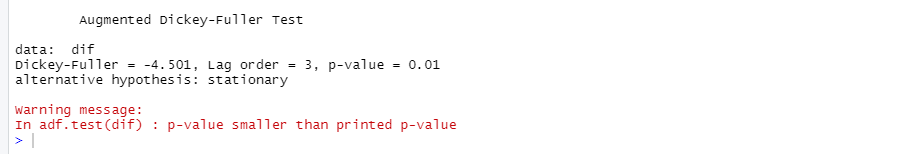 Augmented Dickey-Fuller Test
data:  dif
Dickey-Fuller = -4.501, Lag order = 3, p-value = 0.01
alternative hypothesis: stationary
Warning message:
In adf.test(dif) : p-value smaller than printed p-value
>